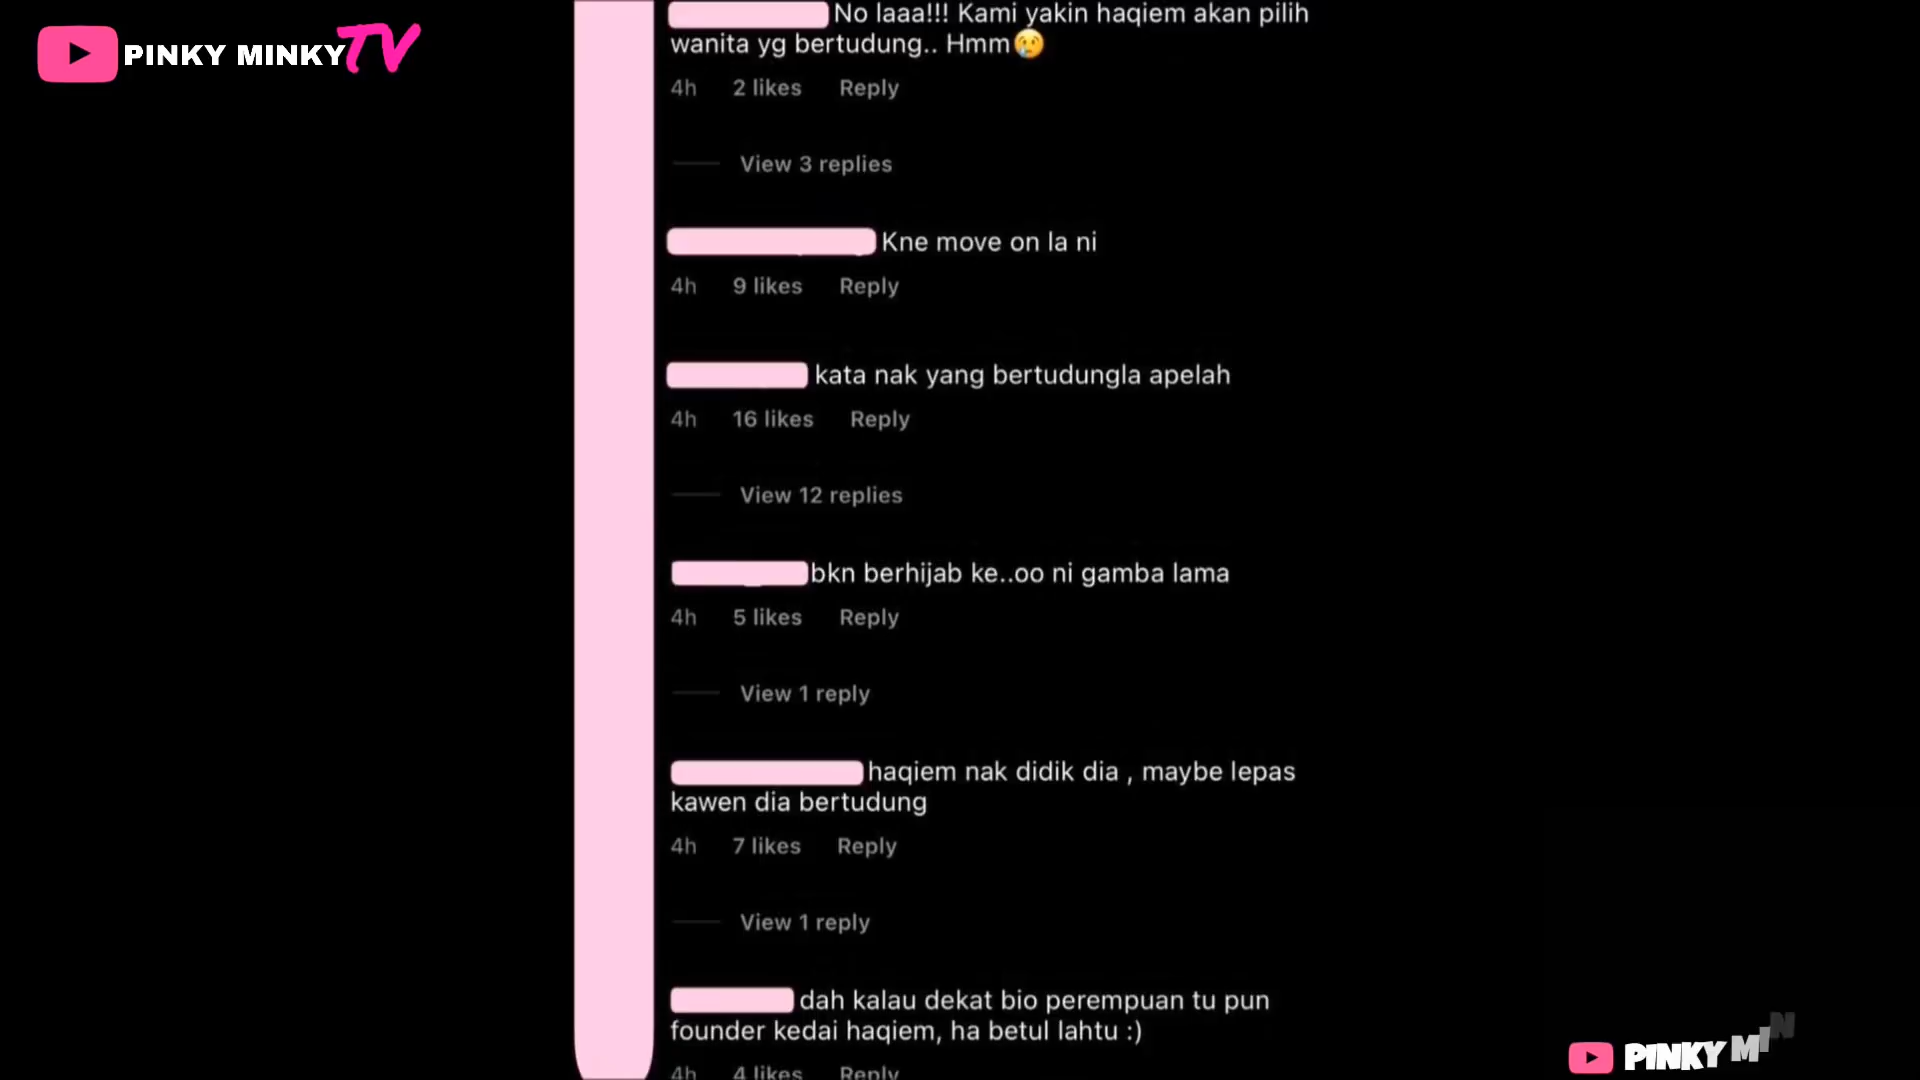 PINKY MINKY TV
No laaa!!! Kami yakin haqiem akan pilih
wanita yg bertudung.. Hmm😢
4h 2 likes Reply
View 3 replies
Kne move on la ni
4h 9 likes Reply
kata nak yang bertudungla apelah
4h 16 likes Reply
View 12 replies
bkn berhijab ke..oo ni gamba lama
4h 5 likes Reply
View 1 reply
haqiem nak didik dia , maybe lepas
kawen dia bertudung
4h 7 likes Reply
View 1 reply
dah kalau dekat bio perempuan tu pun
founder kedai haqiem, ha betul lahtu :)
4h 4 likes Reply
PINKY MIN